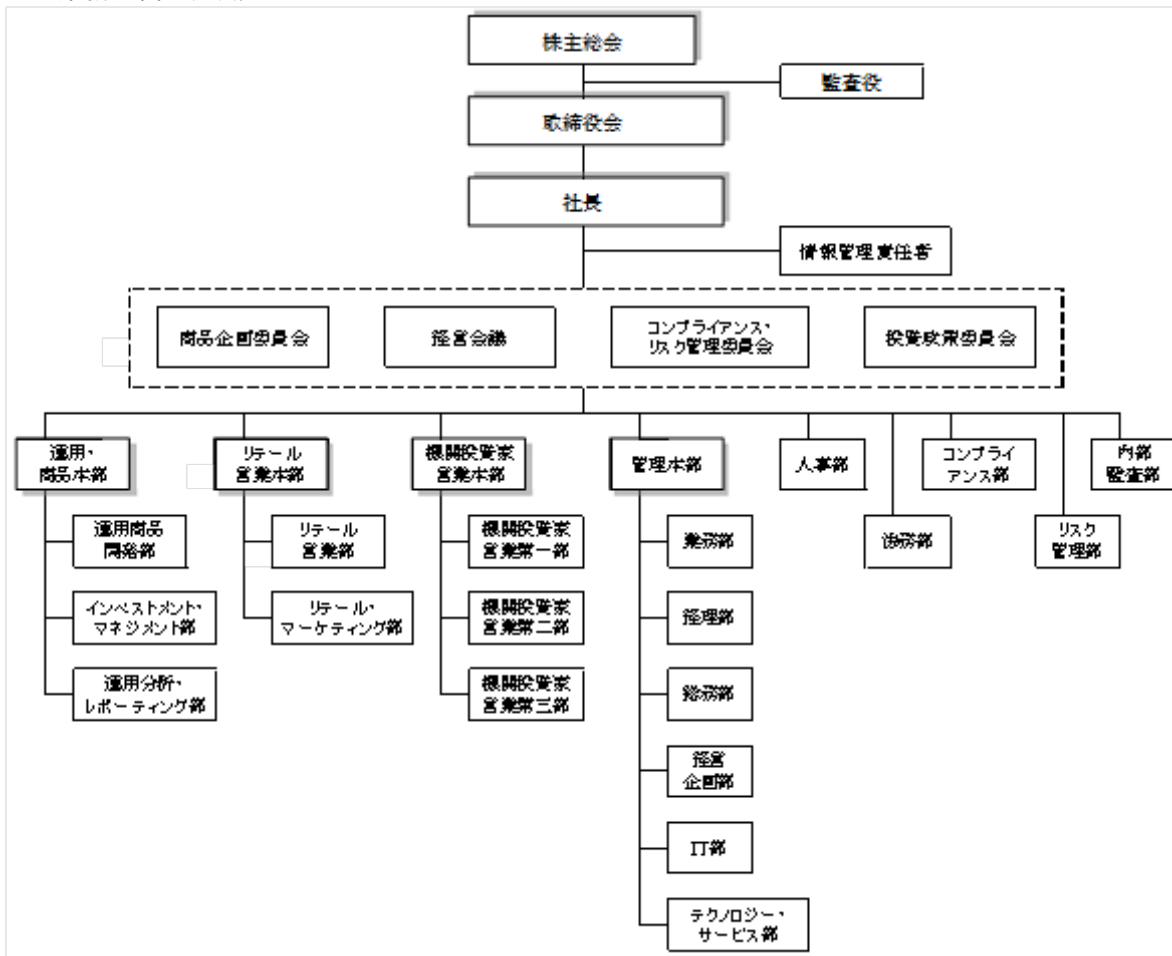 株主総会
監査役
取締役会
社長
情報管理責任者
商品企画委員会
経営会議
コンプライアンス・
リスク管理委員会
投資政策委員会
運用・
商品本部
リテール
営業本部
機関投資家
営業本部
管理本部
人事部
コンプライ
アンス部
内部
監査部
運用商品
開発部
リテール
営業部
機関投資家
営業第一部
業務部
法務部
リスク
管理部
インベストメント・
マネジメント部
リテール・
マーケティング部
機関投資家
営業第二部
経理部
運用分析・
レポーティング部
機関投資家
営業第三部
総務部
経営
企画部
IT部
テクノロジー・
サービス部